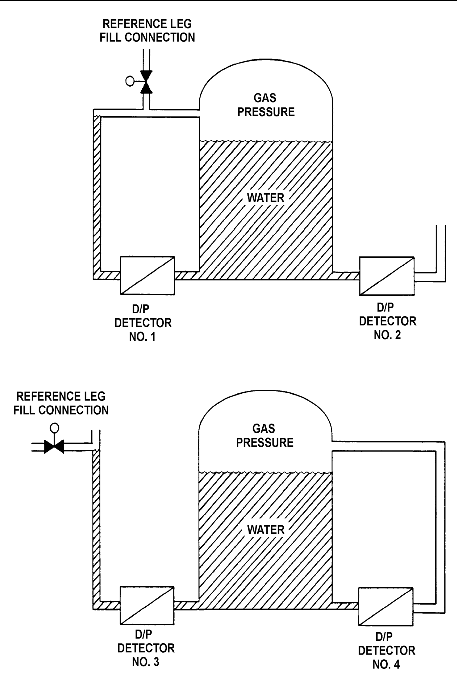 REFERENCE LEG
FILL CONNECTION
GAS
PRESSURE
WATER
D/P
DETECTOR
NO. 1
D/P
DETECTOR
NO. 2
REFERENCE LEG
FILL CONNECTION
GAS
PRESSURE
WATER
D/P
DETECTOR
NO. 3
D/P
DETECTOR
NO. 4